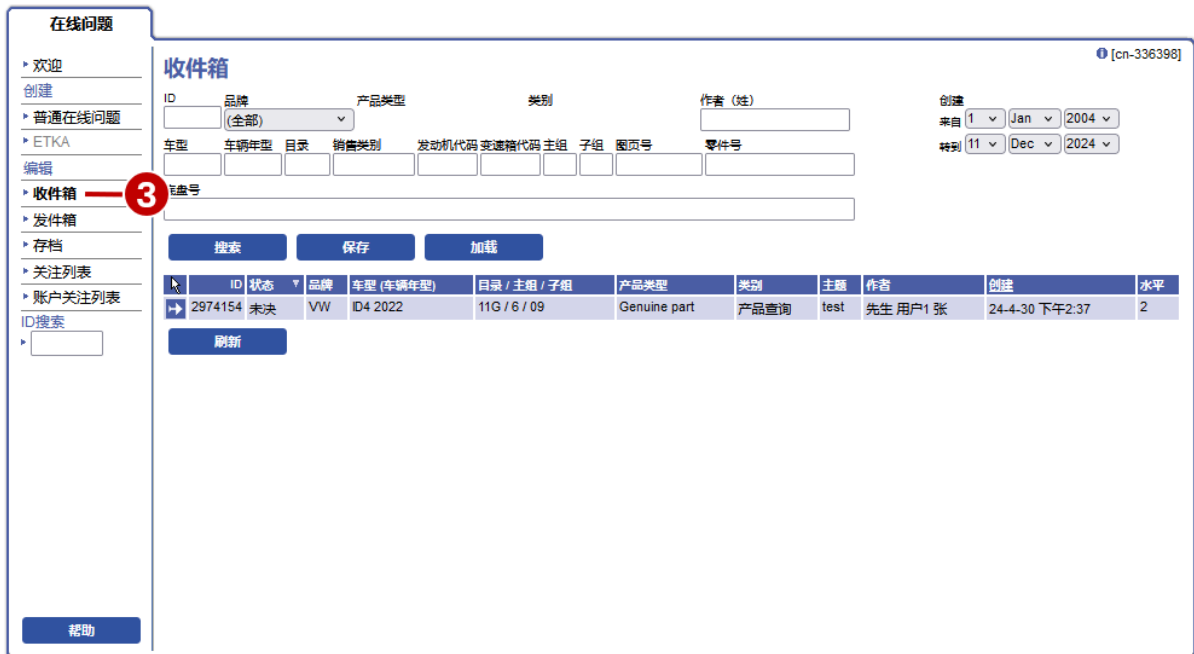 在线问题
[cn-336398]
欢迎
创建
普通在线问题
ETKA
编辑
收件箱
3
发件箱
存档
关注列表
账户关注列表
ID搜索
帮助
收件箱
ID 品牌 产品类型 类别 作者（姓） 创建
(全部) 来自 1 Jan 2004
车型 车辆年型 目录 销售类别 发动机代码 变速箱代码 主组 子组 图页号 零件号 转到 11 Dec 2024
盘号
搜索 保存 加载
ID 状态 品牌 车型 (车辆年型) 目录 / 主组 / 子组 产品类型 类别 主题 作者 创建 水平
2974154 未决 VW ID4 2022 11G / 6 / 09 Genuine part 产品查询 test 先生 用户1 张 24-4-30 下午2:37 2
刷新